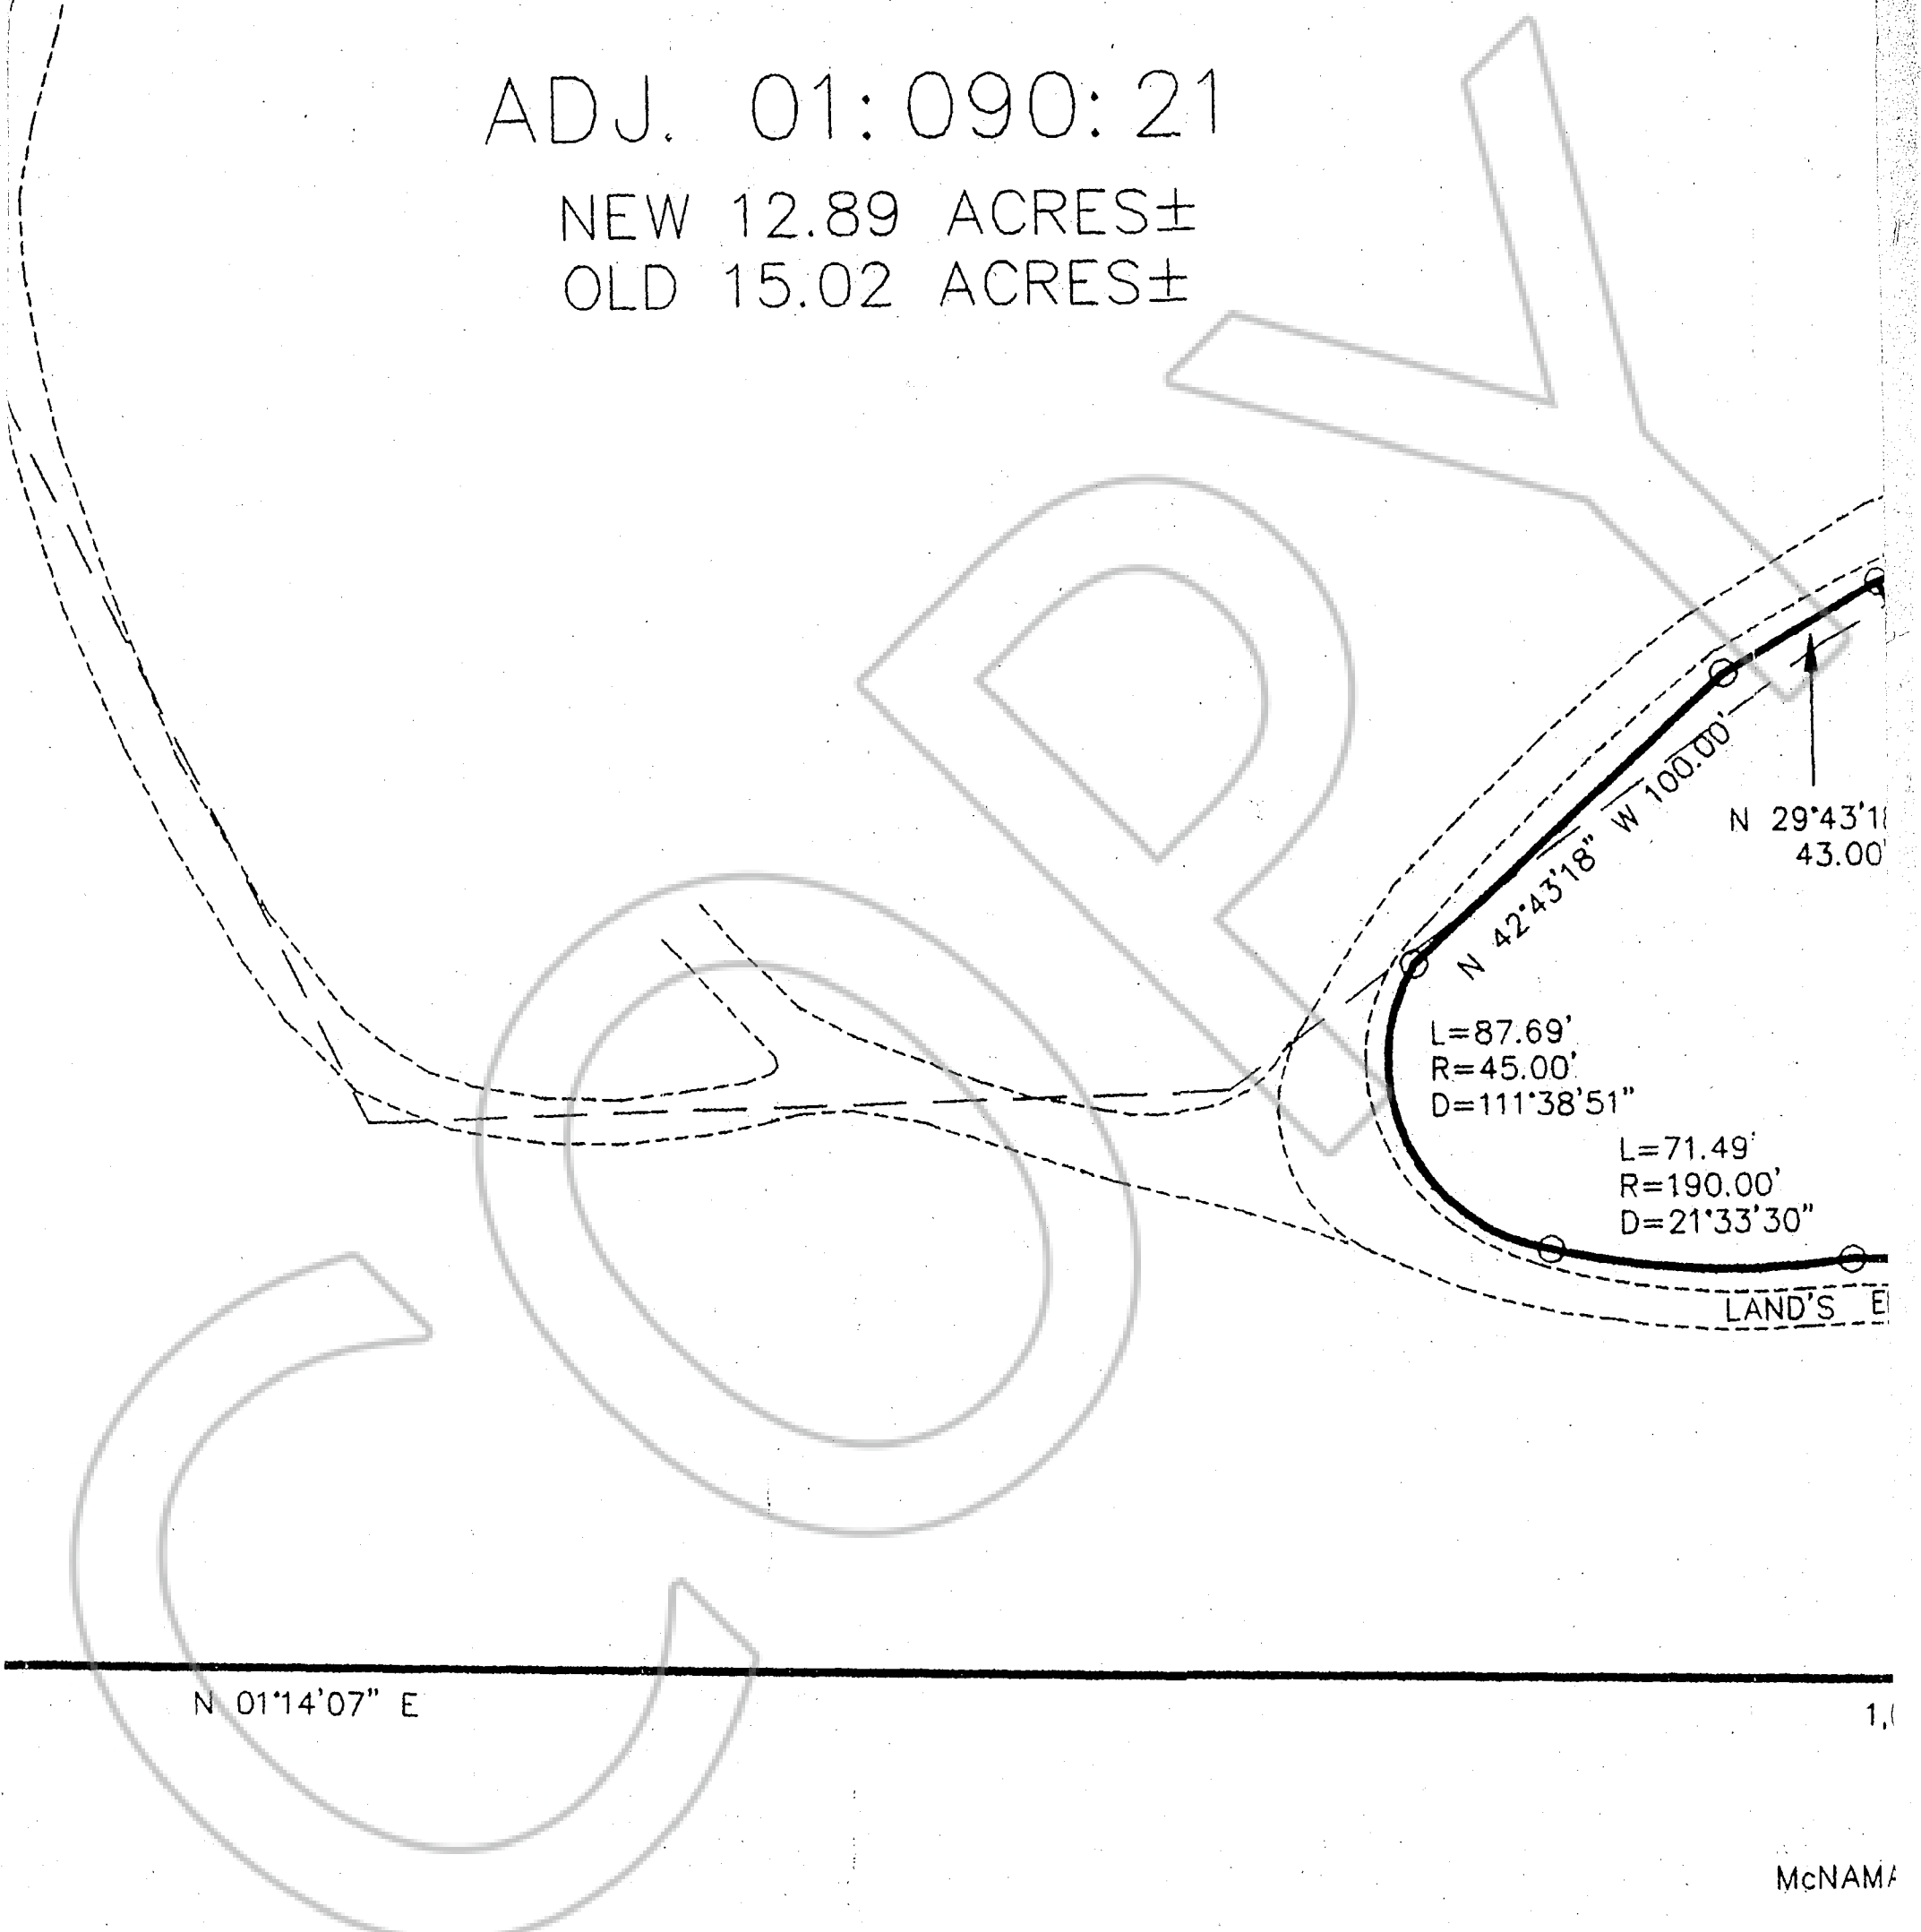 ADJ. 01:090:21
NEW 12.89 ACRES±
OLD 15.02 ACRES±
COPY
N 42°43'18" W 100.00'
N 29°43'18
43.00'
L=87.69'
R=45.00'
D=111°38'51"
L=71.49'
R=190.00'
D=21°33'30"
LAND'S
N 01°14'07" E
1,
McNAMA